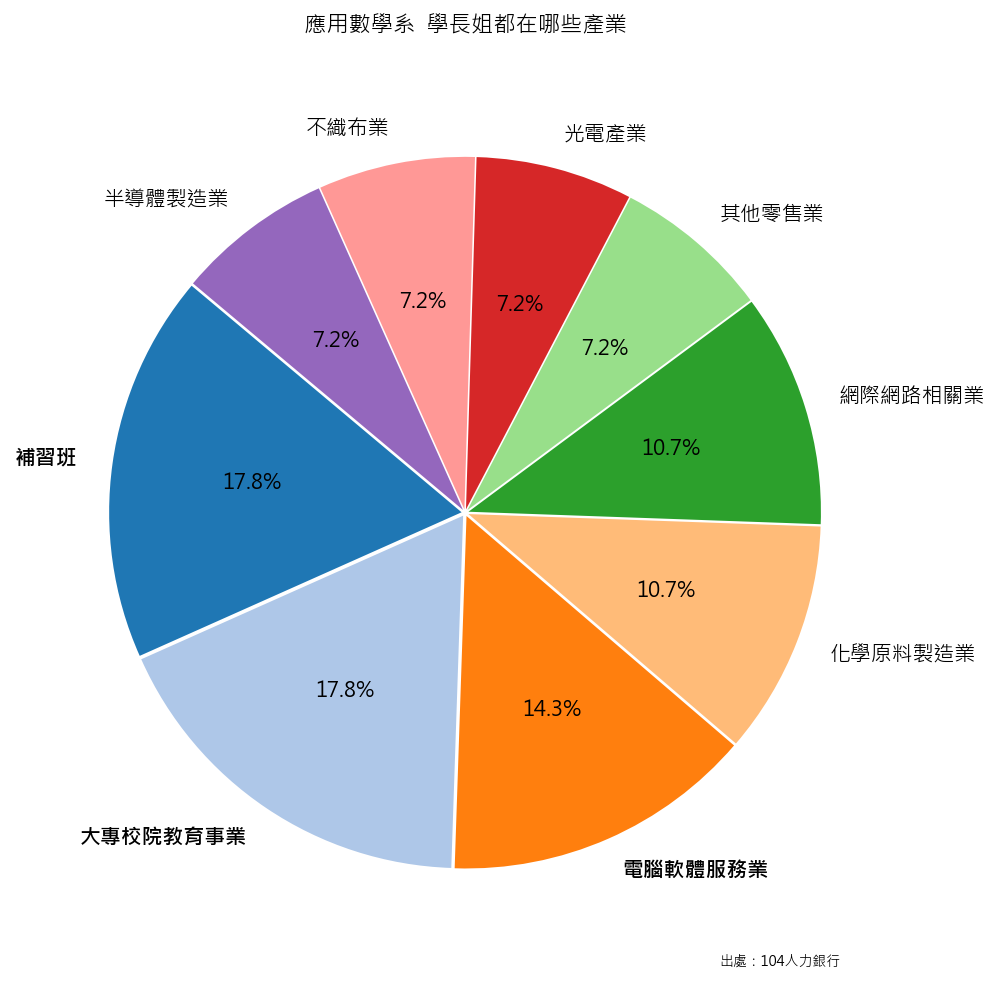 應用數學系 學長姐都在哪些產業
不織布業
光電產業
半導體製造業
其他零售業
7.2%
7.2%
7.2%
7.2%
網際網路相關業
10.7%
補習班
17.8%
10.7%
化學原料製造業
17.8%
14.3%
大專校院教育事業
電腦軟體服務業
出處：104人力銀行